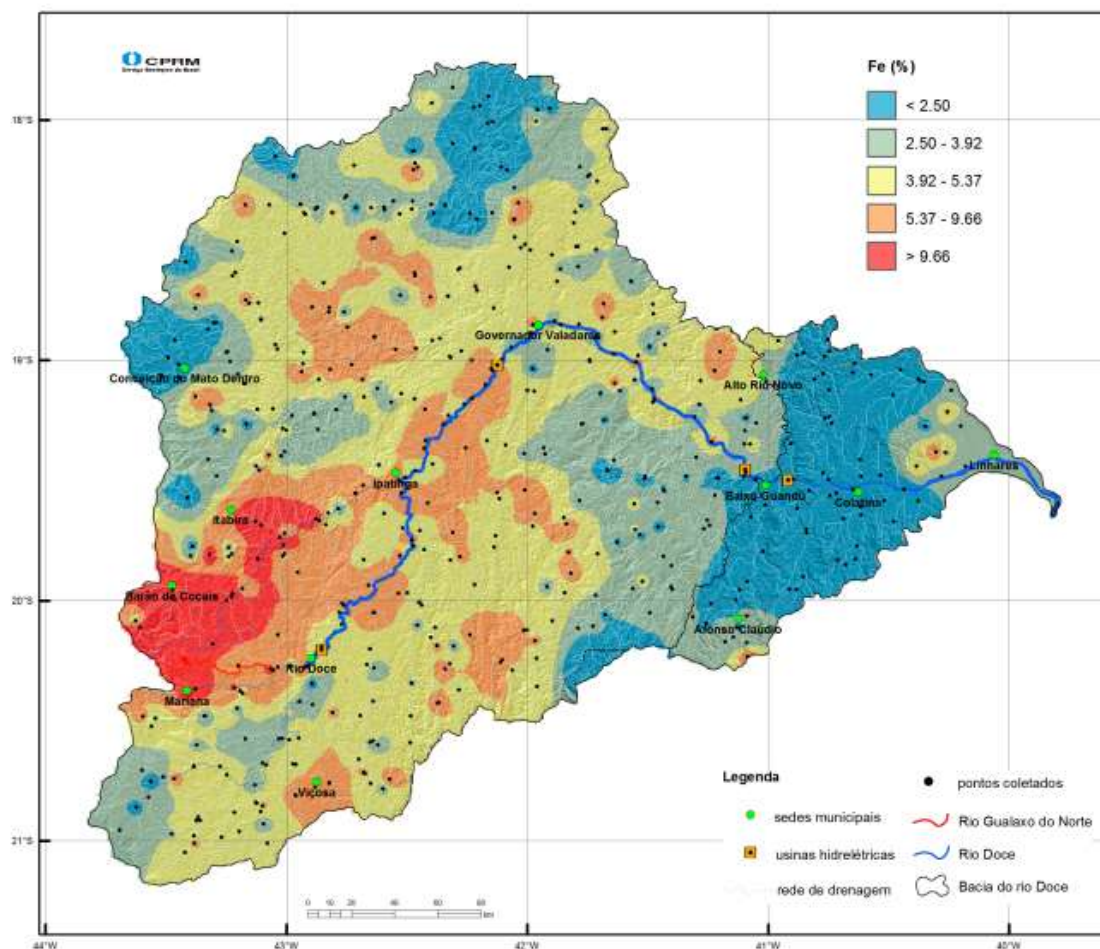 CPRM
Serviço Geológico do Brasil
Fe (%)
< 2.50
2.50 - 3.92
3.92 - 5.37
5.37 - 9.66
> 9.66
18°S
19°S
20°S
21°S
Governador Valadares
Conceição do Mato Dentro
Alto Rio Novo
Ipatinga
Linhares
Baixo Guandu
Colatina
Itabira
Barão de Cocais
Afonso Cláudio
Rio Doce
Mariana
Viçosa
Legenda
sedes municipais
usinas hidrelétricas
rede de drenagem
pontos coletados
Rio Gualaxo do Norte
Rio Doce
Bacia do rio Doce
0 10 20 40 60 80
km
44°W 43°W 42°W 41°W 40°W